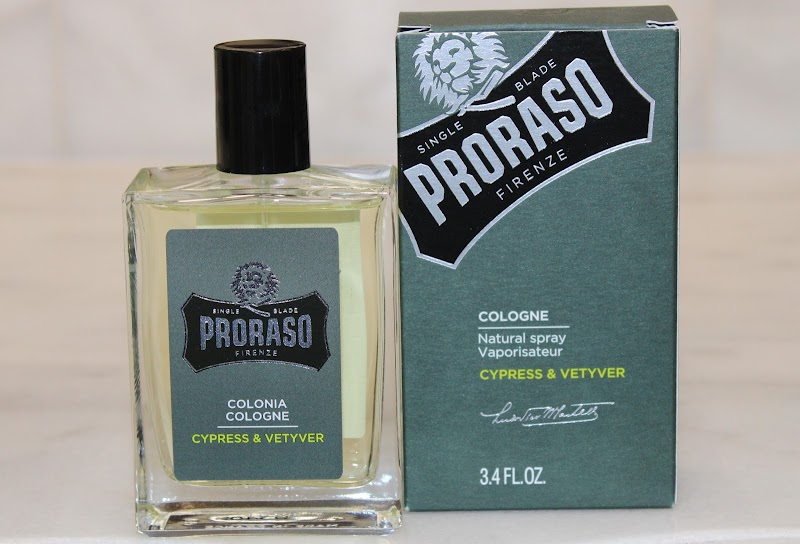 SINGLE BLADE
PRORASO
FIRENZE
COLONIA
COLOGNE
CYPRESS & VETYVER
SINGLE BLADE
PRORASO
FIRENZE
COLOGNE
Natural spray
Vaporisateur
CYPRESS & VETYVER
3.4 FL.OZ.